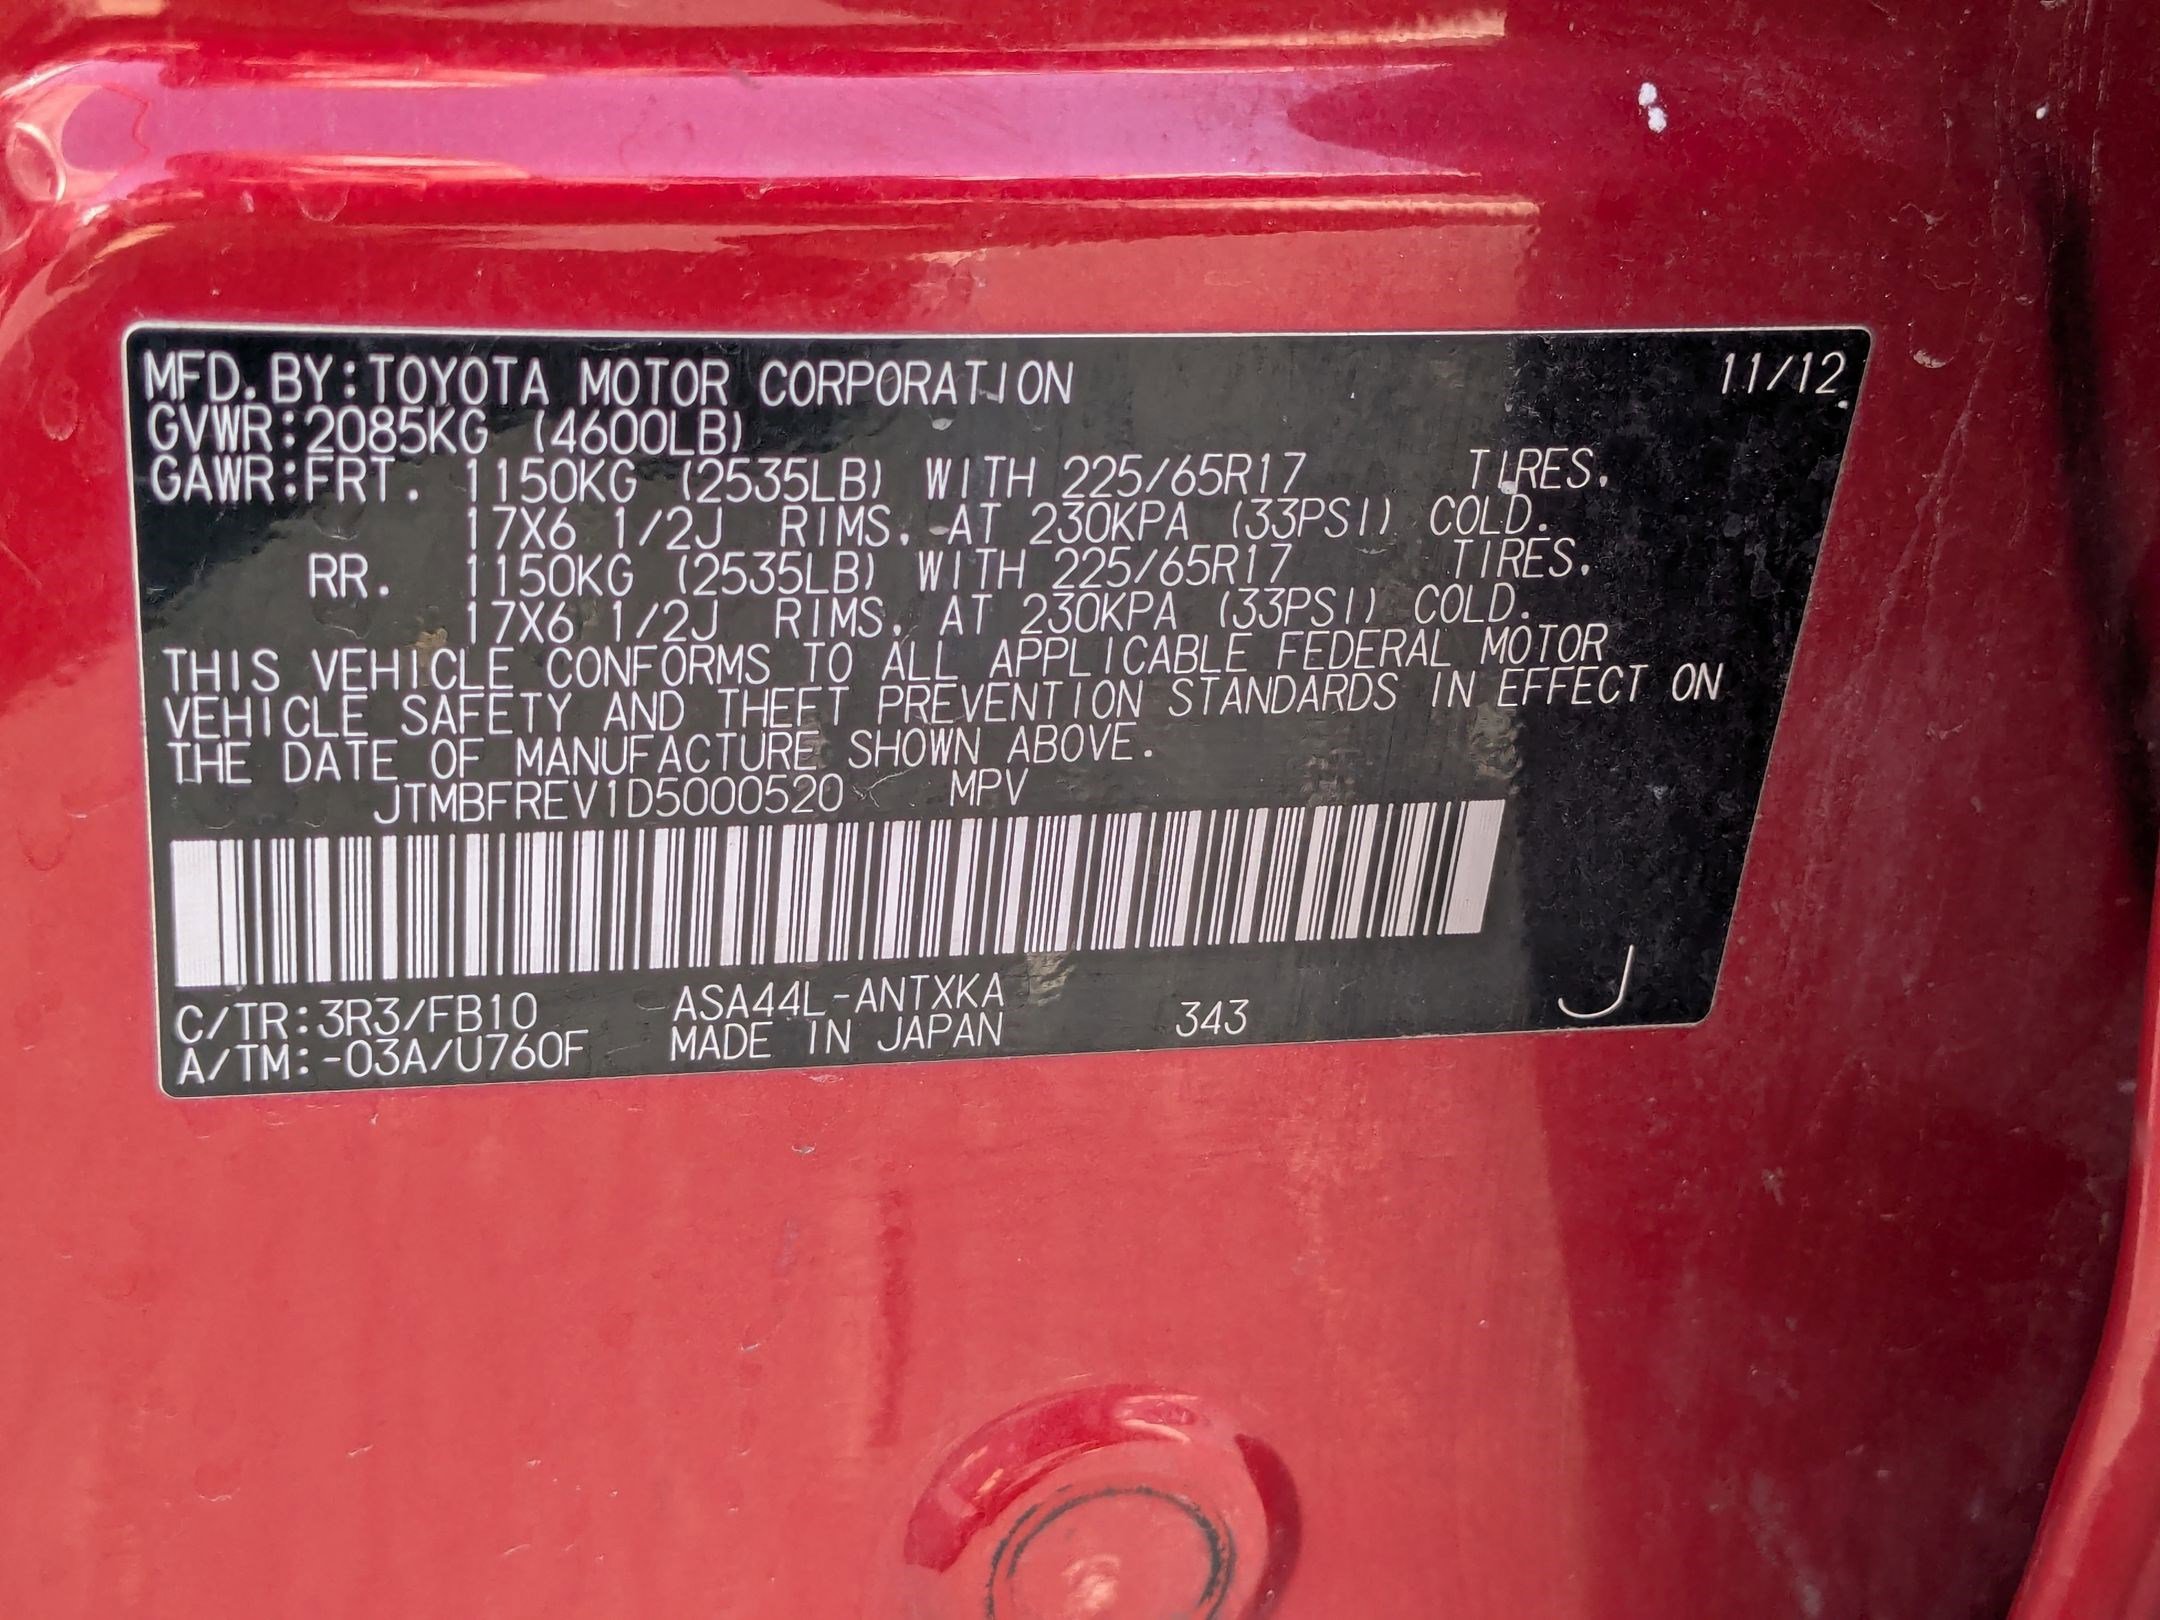 MFD.BY:TOYOTA MOTOR CORPORATION 11/12
GVWR:2085KG (4600LB)
GAWR:FRT. 1150KG (2535LB) WITH 225/65R17 TIRES.
17X6 1/2J RIMS. AT 230KPA (33PSI) COLD.
RR. 1150KG (2535LB) WITH 225/65R17 TIRES.
17X6 1/2J RIMS. AT 230KPA (33PSI) COLD.
THIS VEHICLE CONFORMS TO ALL APPLICABLE FEDERAL MOTOR
VEHICLE SAFETY AND THEFT PREVENTION STANDARDS IN EFFECT ON
THE DATE OF MANUFACTURE SHOWN ABOVE.
JTMBFREV1D5000520 MPV
C/TR:3R3/FB10 ASA44L-ANTXKA 343 J
A/TM:-03A/U760F MADE IN JAPAN